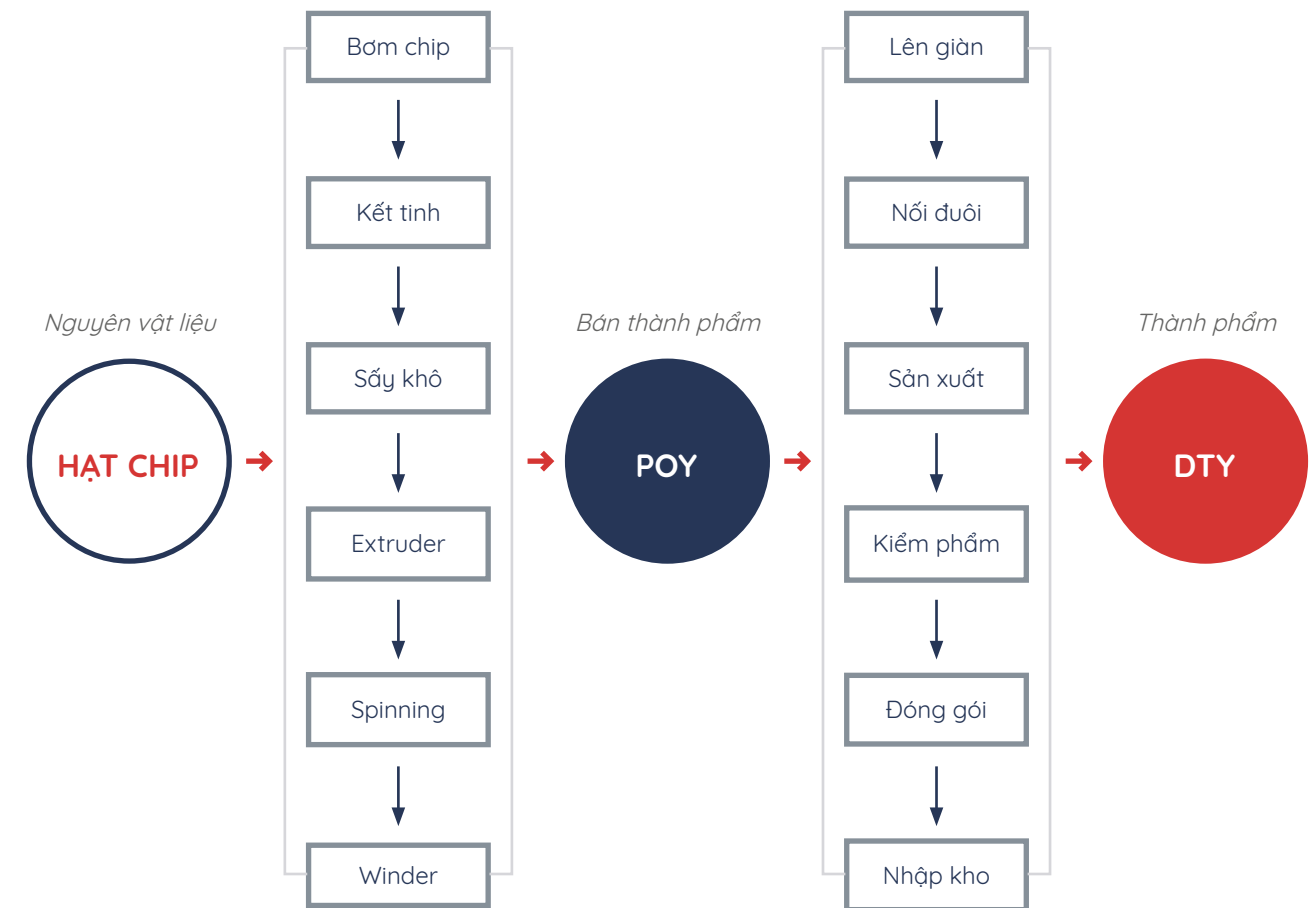 Nguyên vật liệu
HẠT CHIP
Bơm chip
Kết tinh
Sấy khô
Extruder
Spinning
Winder
Bán thành phẩm
POY
Lên giàn
Nối đuôi
Sản xuất
Kiểm phẩm
Đóng gói
Nhập kho
Thành phẩm
DTY